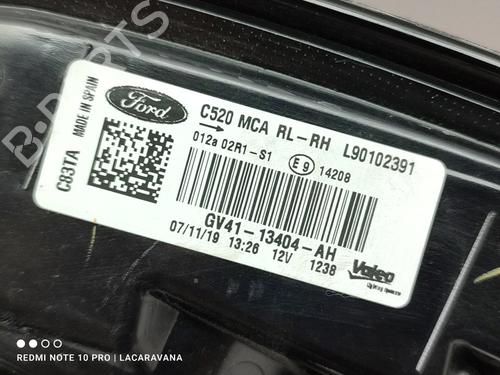 B-PARTS
Ford
C520 MCA RL-RH L90102391
MADE IN SPAIN
C83TA
012a 02R1-S1
E9 14208
GV41-13404-AH
07/11/19 13:26 12V 1238
Valeo
REDMI NOTE 10 PRO | LACARAVANA